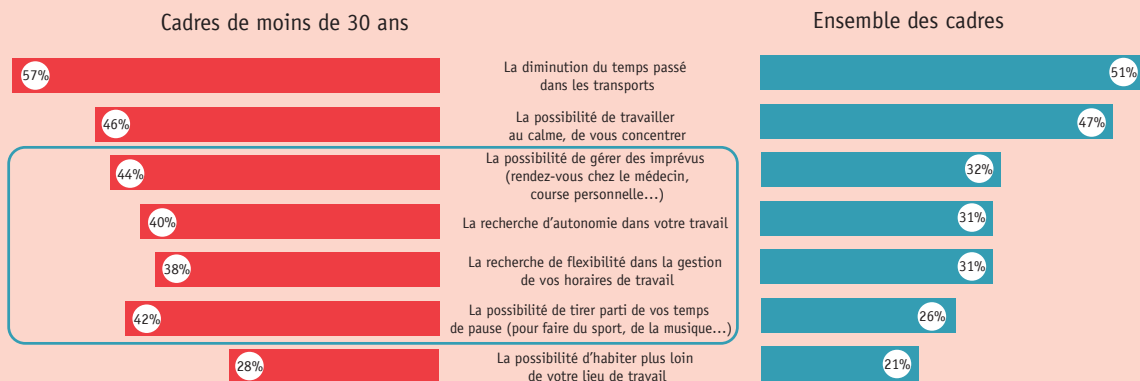 Cadres de moins de 30 ans
Ensemble des cadres
57%
La diminution du temps passé
dans les transports
51%
46%
La possibilité de travailler
au calme, de vous concentrer
47%
44%
La possibilité de gérer des imprévus
(rendez-vous chez le médecin,
course personnelle...)
32%
40%
La recherche d'autonomie dans votre travail
31%
38%
La recherche de flexibilité dans la gestion
de vos horaires de travail
31%
42%
La possibilité de tirer parti de vos temps
de pause (pour faire du sport, de la musique...)
26%
28%
La possibilité d'habiter plus loin
de votre lieu de travail
21%